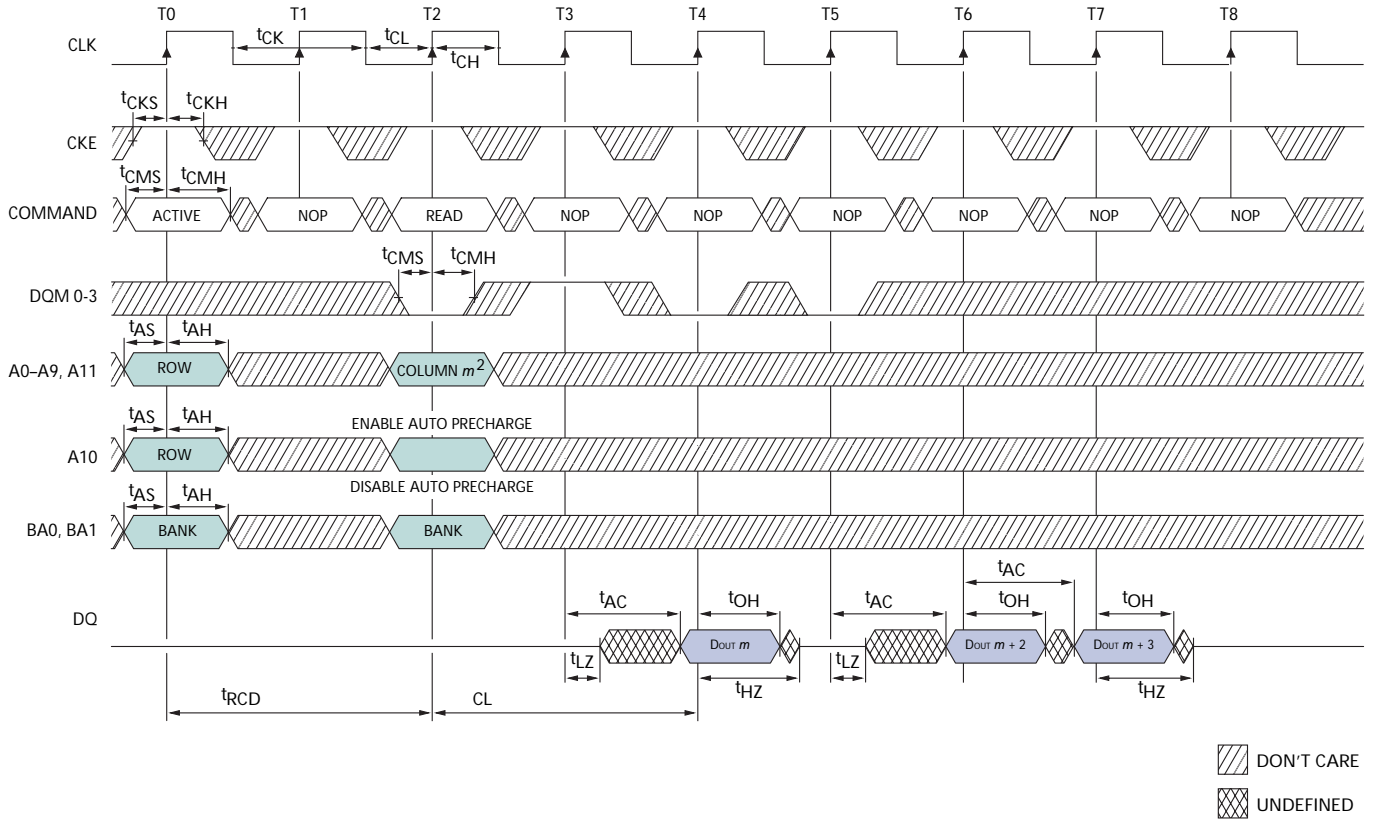 T0 T1 T2 T3 T4 T5 T6 T7 T8
CLK
tCK tCL
tCH
tCKS tCKH
CKE
tCMS tCMH
COMMAND ACTIVE NOP READ NOP NOP NOP NOP NOP NOP
tCMS tCMH
DQM 0-3
tAS tAH
A0–A9, A11 ROW COLUMN m2
tAS tAH ENABLE AUTO PRECHARGE
A10 ROW
DISABLE AUTO PRECHARGE
tAS tAH
BA0, BA1 BANK BANK
tAC
tAC tOH tAC tOH tOH
DQ
DOUT m DOUT m + 2 DOUT m + 3
tLZ tLZ
tHZ tHZ
tRCD CL
DON'T CARE
UNDEFINED